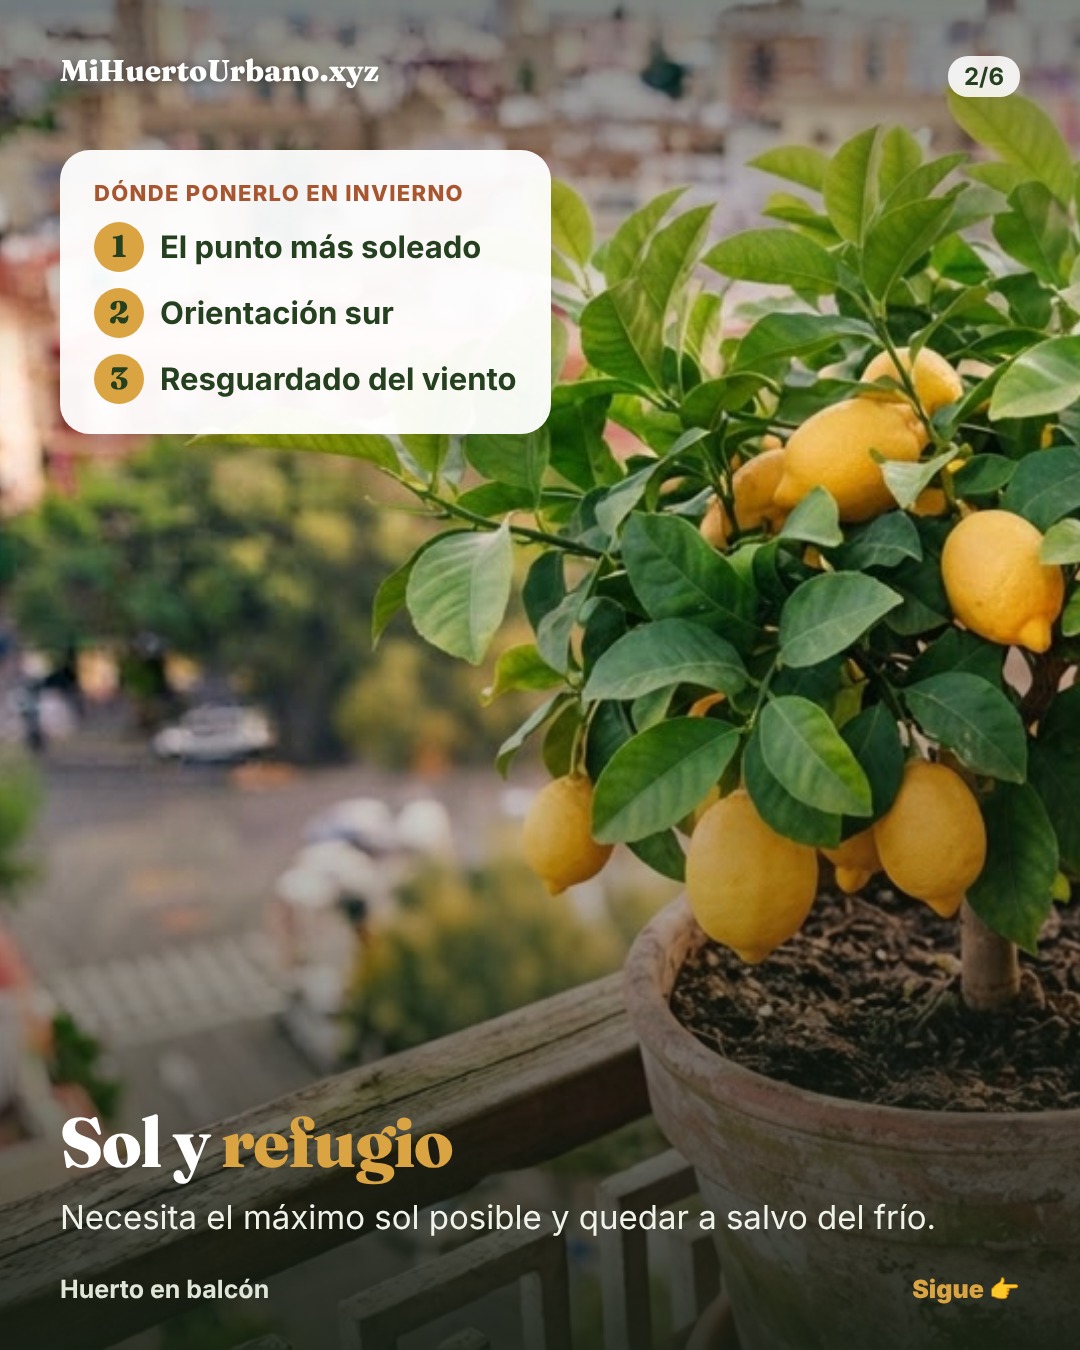 MiHuertoUrbano.xyz
2/6
DÓNDE PONERLO EN INVIERNO
1 El punto más soleado
2 Orientación sur
3 Resguardado del viento
Sol y refugio
Necesita el máximo sol posible y quedar a salvo del frío.
Huerto en balcón
Sigue 👉